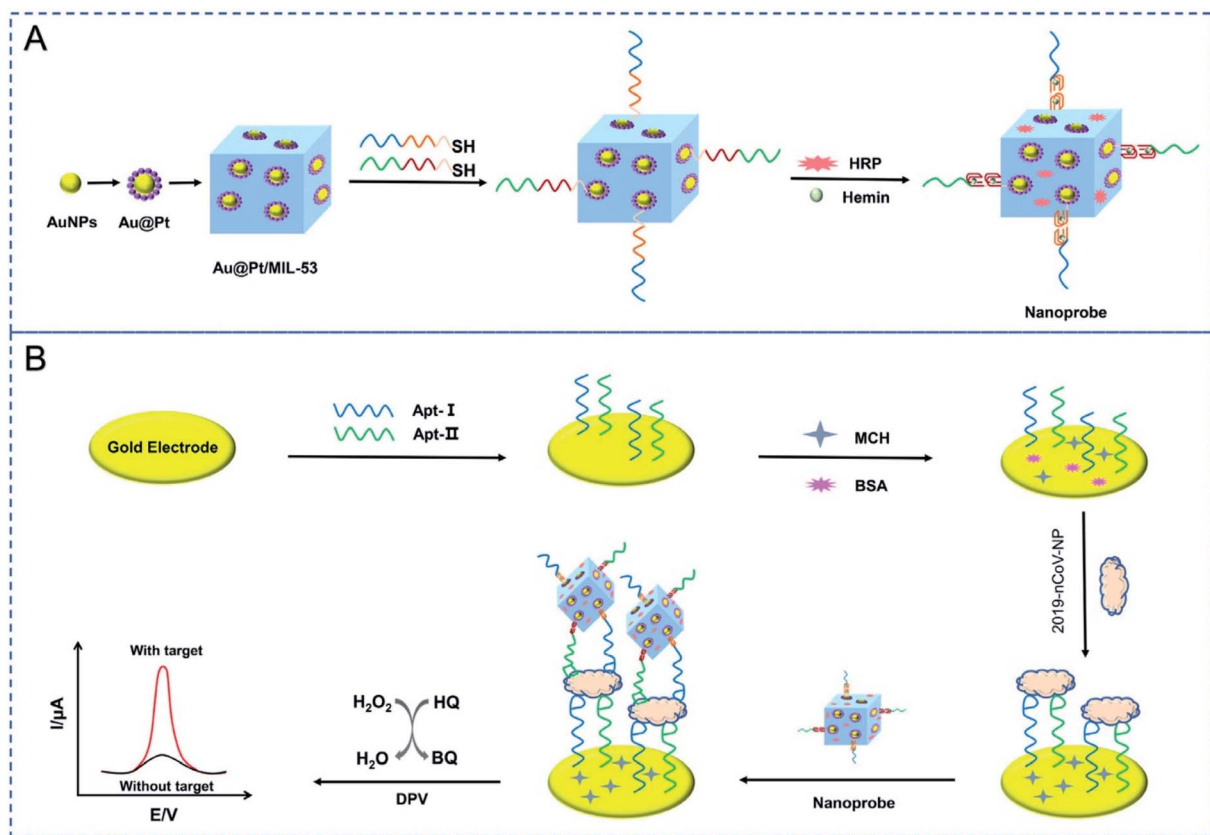 A
SH
SH
HRP
Hemin
AuNPs
Au@Pt
Au@Pt/MIL-53
Nanoprobe
B
Gold Electrode
Apt-Ⅰ
Apt-Ⅱ
MCH
BSA
2019-nCoV-NP
With target
I/μA
Without target
E/V
H₂O₂
HQ
H₂O
BQ
DPV
Nanoprobe